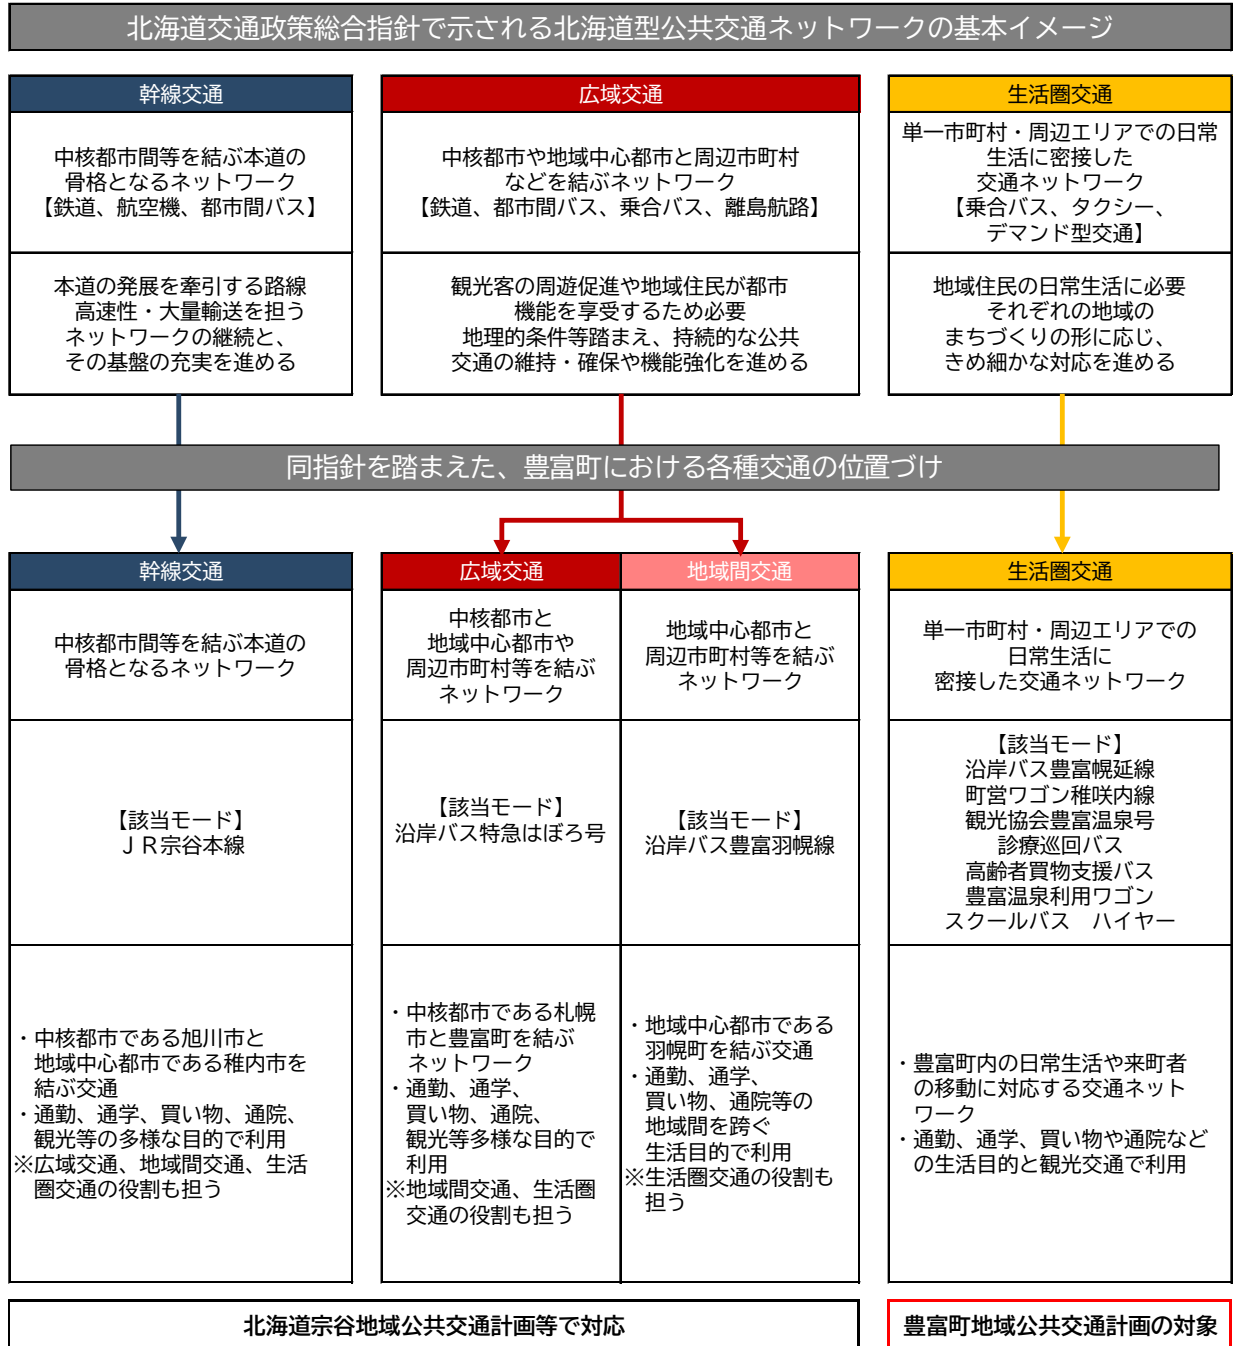 北海道交通政策総合指針で示される北海道型公共交通ネットワークの基本イメージ
幹線交通
中核都市間等を結ぶ本道の
骨格となるネットワーク
【鉄道、航空機、都市間バス】
本道の発展を牽引する路線
高速性・大量輸送を担う
ネットワークの継続と、
その基盤の充実を進める
広域交通
中核都市や地域中心都市と周辺市町村
などを結ぶネットワーク
【鉄道、都市間バス、乗合バス、離島航路】
観光客の周遊促進や地域住民が都市
機能を享受するため必要
地理的条件等踏まえ、持続的な公共
交通の維持・確保や機能強化を進める
生活圏交通
単一市町村・周辺エリアでの日常
生活に密接した
交通ネットワーク
【乗合バス、タクシー、
デマンド型交通】
地域住民の日常生活に必要
それぞれの地域の
まちづくりの形に応じ、
きめ細かな対応を進める
同指針を踏まえた、豊富町における各種交通の位置づけ
幹線交通
中核都市間等を結ぶ本道の
骨格となるネットワーク
【該当モード】
ＪＲ宗谷本線
・中核都市である旭川市と
地域中心都市である稚内市を
結ぶ交通
・通勤、通学、買い物、通院、
観光等の多様な目的で利用
※広域交通、地域間交通、生活
圏交通の役割も担う
広域交通
中核都市と
地域中心都市や
周辺市町村等を結ぶ
ネットワーク
【該当モード】
沿岸バス特急はぼろ号
・中核都市である札幌
市と豊富町を結ぶ
ネットワーク
・通勤、通学、
買い物、通院、
観光等多様な目的で
利用
※地域間交通、生活圏
交通の役割も担う
地域間交通
地域中心都市と
周辺市町村等を結ぶ
ネットワーク
【該当モード】
沿岸バス豊富羽幌線
・地域中心都市である
羽幌町を結ぶ交通
・通勤、通学、
買い物、通院等の
地域間を跨ぐ
生活目的で利用
※生活圏交通の役割も
担う
生活圏交通
単一市町村・周辺エリアでの
日常生活に
密接した交通ネットワーク
【該当モード】
沿岸バス豊富幌延線
町営ワゴン稚咲内線
観光協会豊富温泉号
診療巡回バス
高齢者買物支援バス
豊富温泉利用ワゴン
スクールバス　ハイヤー
・豊富町内の日常生活や来町者
の移動に対応する交通ネット
ワーク
・通勤、通学、買い物や通院など
の生活目的と観光交通で利用
北海道宗谷地域公共交通計画等で対応
豊富町地域公共交通計画の対象